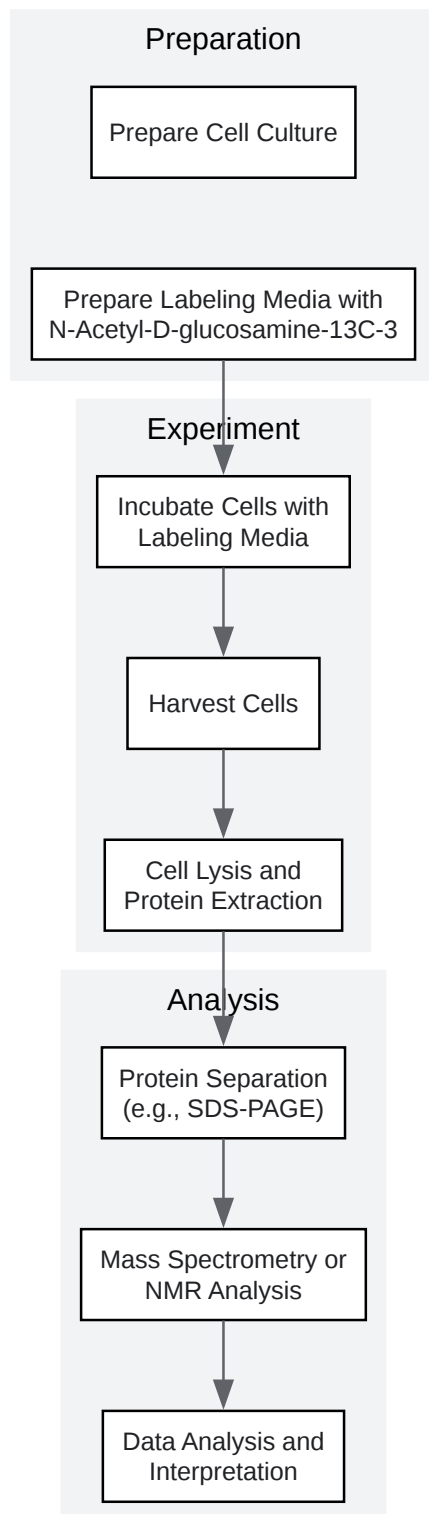 Preparation
Prepare Cell Culture
Prepare Labeling Media with
N-Acetyl-D-glucosamine-13C-3
Experiment
Incubate Cells with
Labeling Media
Harvest Cells
Cell Lysis and
Protein Extraction
Analysis
Protein Separation
(e.g., SDS-PAGE)
Mass Spectrometry or
NMR Analysis
Data Analysis and
Interpretation